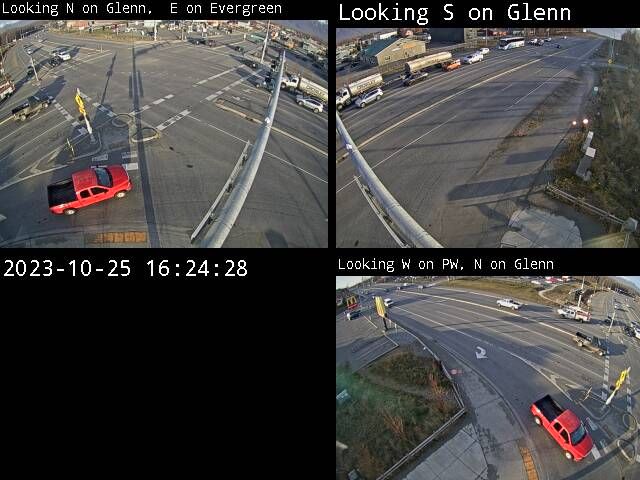 Looking N on Glenn, E on Evergreen
Looking S on Glenn
2023-10-25 16:24:28
Looking W on PW, N on Glenn